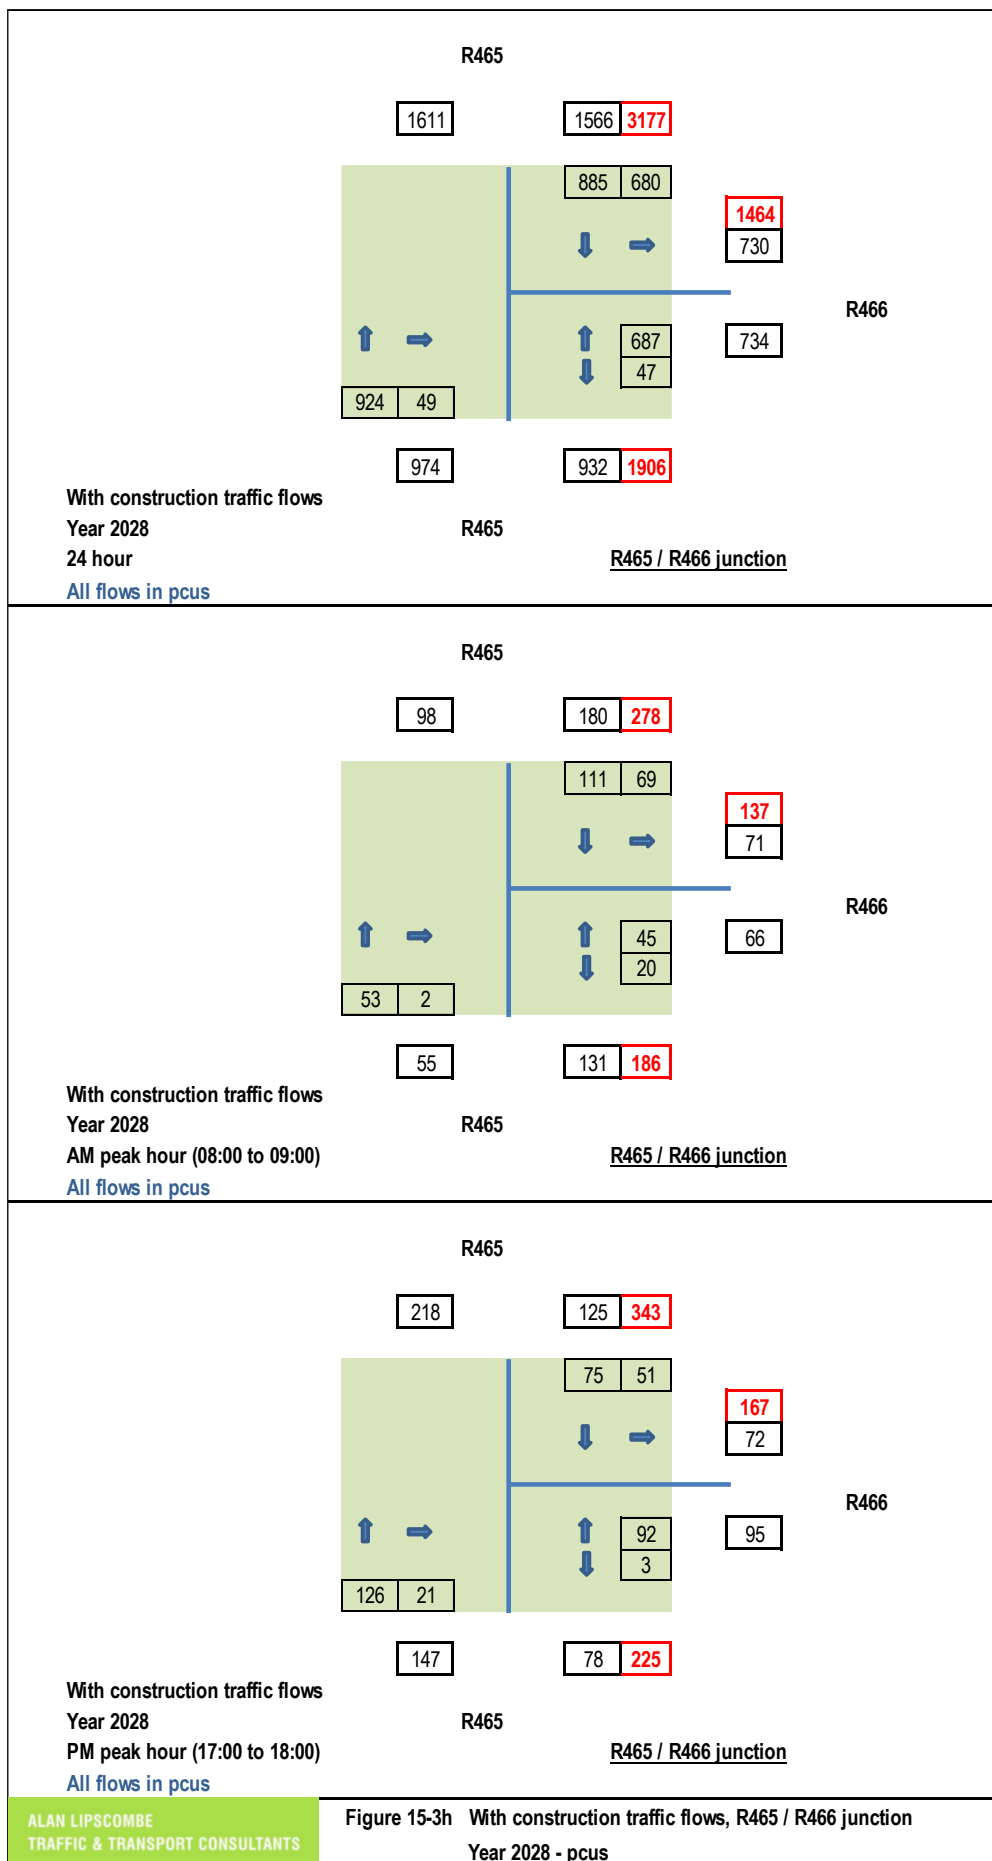 R465
1611 1566 3177
885 680
1464
730
R466
687 734
47
924 49
974 932 1906
With construction traffic flows
Year 2028 R465
24 hour R465 / R466 junction
All flows in pcus
R465
98 180 278
111 69
137
71
R466
45 66
20
53 2
55 131 186
With construction traffic flows
Year 2028 R465
AM peak hour (08:00 to 09:00) R465 / R466 junction
All flows in pcus
R465
218 125 343
75 51
167
72
R466
92 95
3
126 21
147 78 225
With construction traffic flows
Year 2028 R465
PM peak hour (17:00 to 18:00) R465 / R466 junction
All flows in pcus
ALAN LIPSCOMBE
TRAFFIC & TRANSPORT CONSULTANTS
Figure 15-3h With construction traffic flows, R465 / R466 junction
Year 2028 - pcus